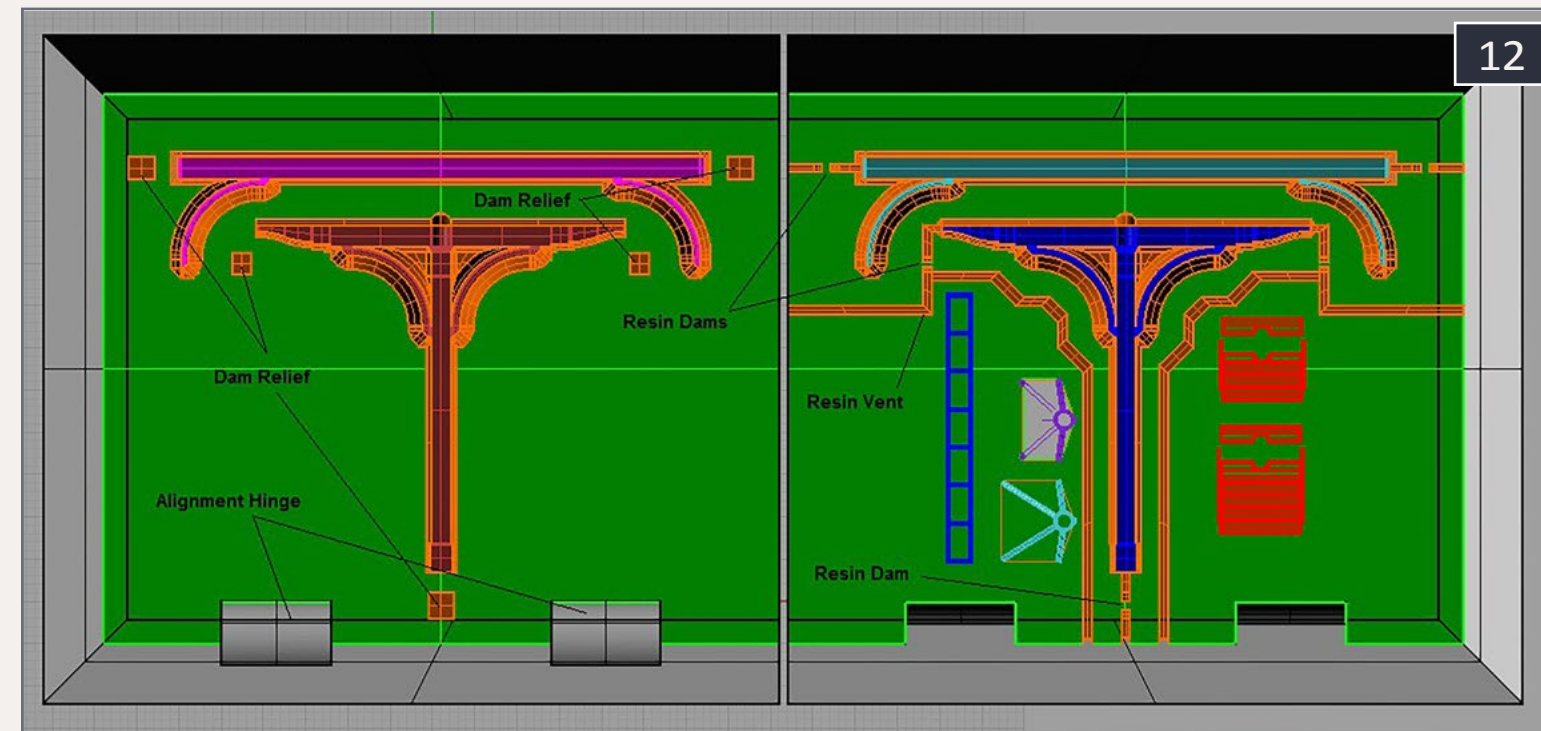 12
Dam Relief
Resin Dams
Dam Relief
Resin Vent
Alignment Hinge
Resin Dam